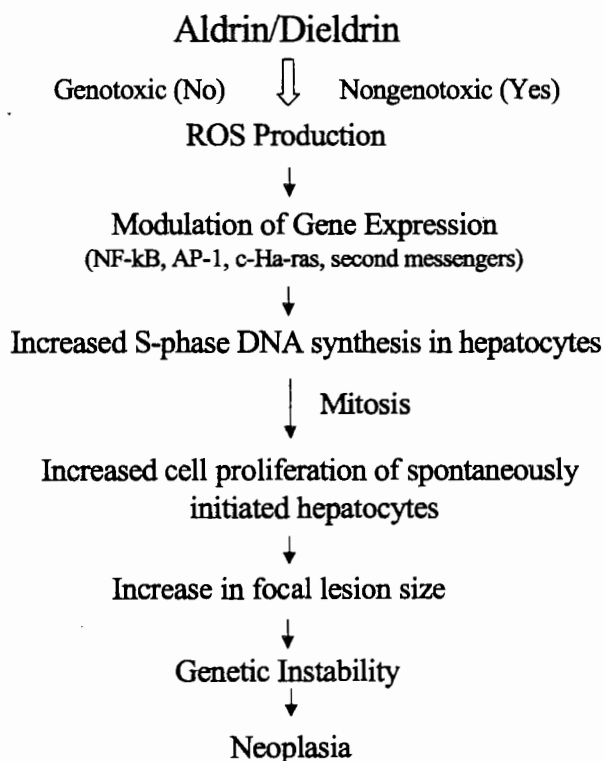 Aldrin/Dieldrin
Genotoxic (No) Nongenotoxic (Yes)
ROS Production
Modulation of Gene Expression
(NF-kB, AP-1, c-Ha-ras, second messengers)
Increased S-phase DNA synthesis in hepatocytes
Mitosis
Increased cell proliferation of spontaneously
initiated hepatocytes
Increase in focal lesion size
Genetic Instability
Neoplasia